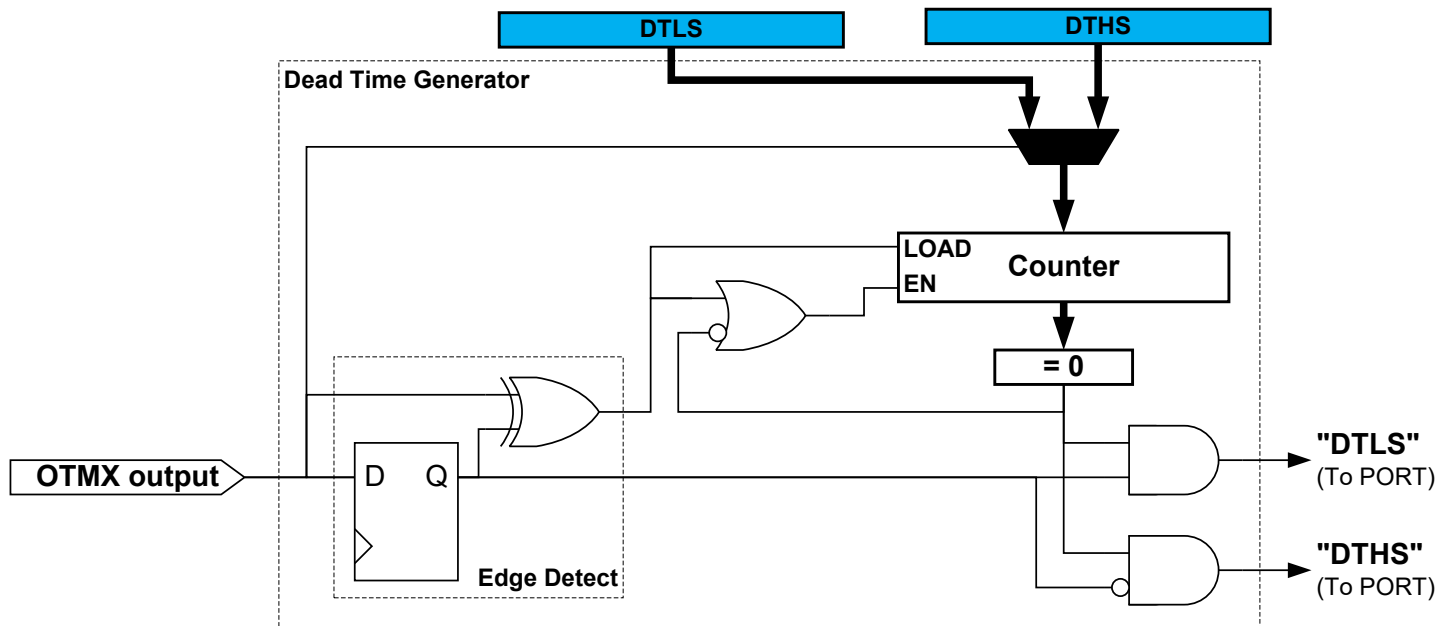 DTLS
DTHS
Dead Time Generator
LOAD
Counter
EN
= 0
OTMX output
D
Q
Edge Detect
"DTLS"
(To PORT)
"DTHS"
(To PORT)